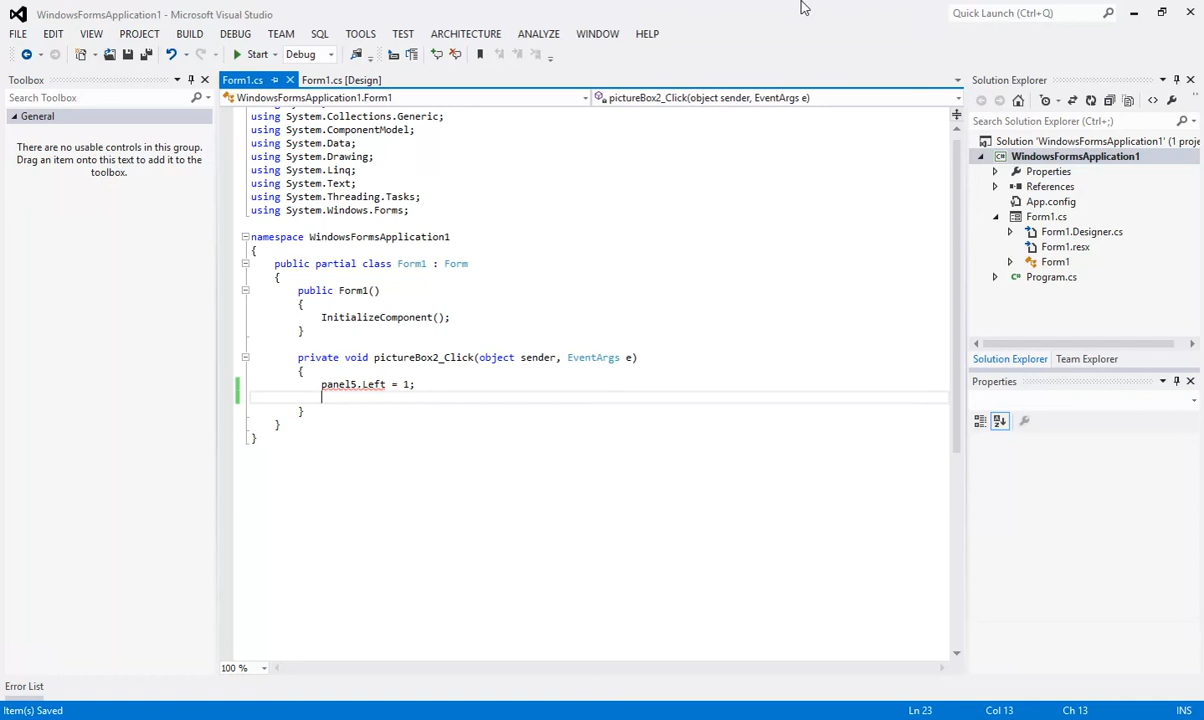 WindowsFormsApplication1 - Microsoft Visual Studio
Quick Launch (Ctrl+Q)
FILE EDIT VIEW PROJECT BUILD DEBUG TEAM SQL TOOLS TEST ARCHITECTURE ANALYZE WINDOW HELP
Start Debug
Toolbox
Form1.cs
Form1.cs [Design]
Solution Explorer
Search Toolbox
WindowsFormsApplication1.Form1
pictureBox2_Click(object sender, EventArgs e)
General
There are no usable controls in this group.
Drag an item onto this text to add it to the
toolbox.
using System.Collections.Generic;
using System.ComponentModel;
using System.Data;
using System.Drawing;
using System.Linq;
using System.Text;
using System.Threading.Tasks;
using System.Windows.Forms;
namespace WindowsFormsApplication1
{
public partial class Form1 : Form
{
public Form1()
{
InitializeComponent();
}
private void pictureBox2_Click(object sender, EventArgs e)
{
panel5.Left = 1;
}
}
}
100 %
Search Solution Explorer (Ctrl+;)
Solution 'WindowsFormsApplication1' (1 proje
WindowsFormsApplication1
Properties
References
App.config
Form1.cs
Form1.Designer.cs
Form1.resx
Form1
Program.cs
Solution Explorer Team Explorer
Properties
Error List
Item(s) Saved
Ln 23
Col 13
Ch 13
INS